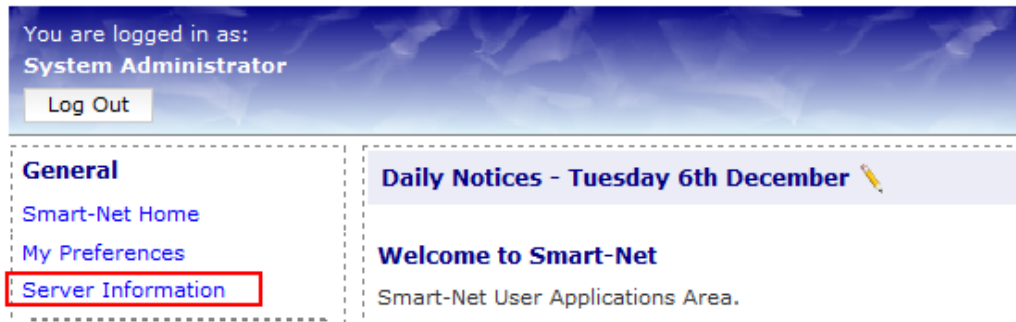 You are logged in as:
System Administrator
Log Out
General
Smart-Net Home
My Preferences
Server Information
Daily Notices - Tuesday 6th December
Welcome to Smart-Net
Smart-Net User Applications Area.